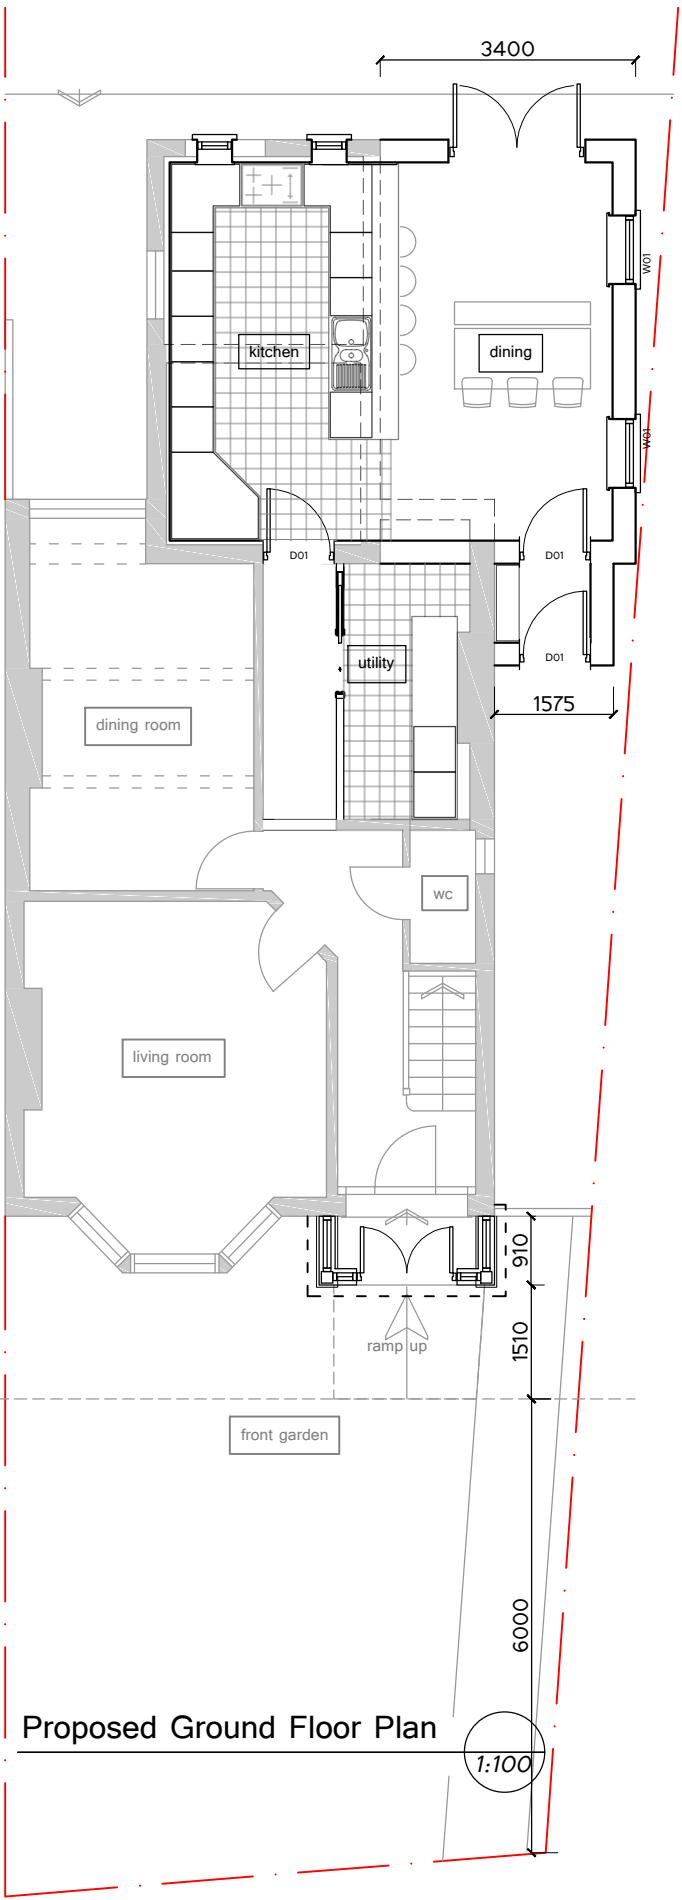 3400
W01
kitchen
dining
W01
D01
D01
utility
D01
1575
dining room
wc
living room
910
1510
ramp up
front garden
6000
Proposed Ground Floor Plan
1:100